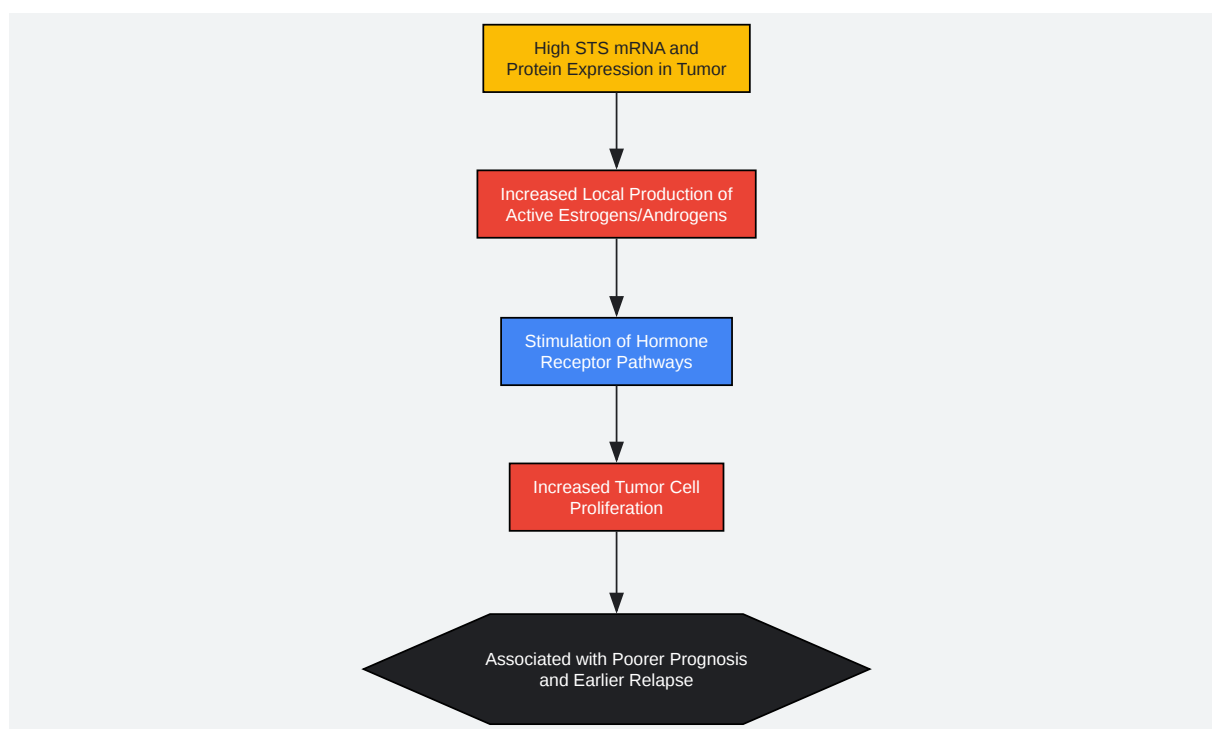 High STS mRNA and
Protein Expression in Tumor
Increased Local Production of
Active Estrogens/Androgens
Stimulation of Hormone
Receptor Pathways
Increased Tumor Cell
Proliferation
Associated with Poorer Prognosis
and Earlier Relapse